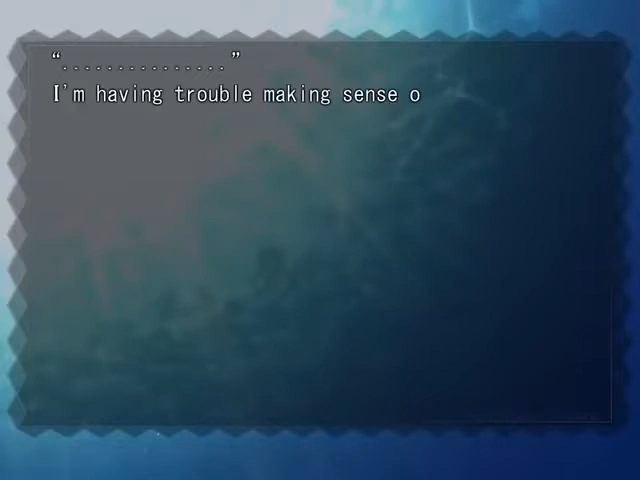 “...............”
I'm having trouble making sense o